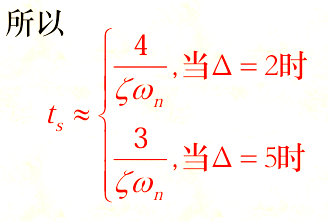 所以
t_s ≈ { 4/(ζω_n) ,当Δ = 2时
3/(ζω_n) ,当Δ = 5时